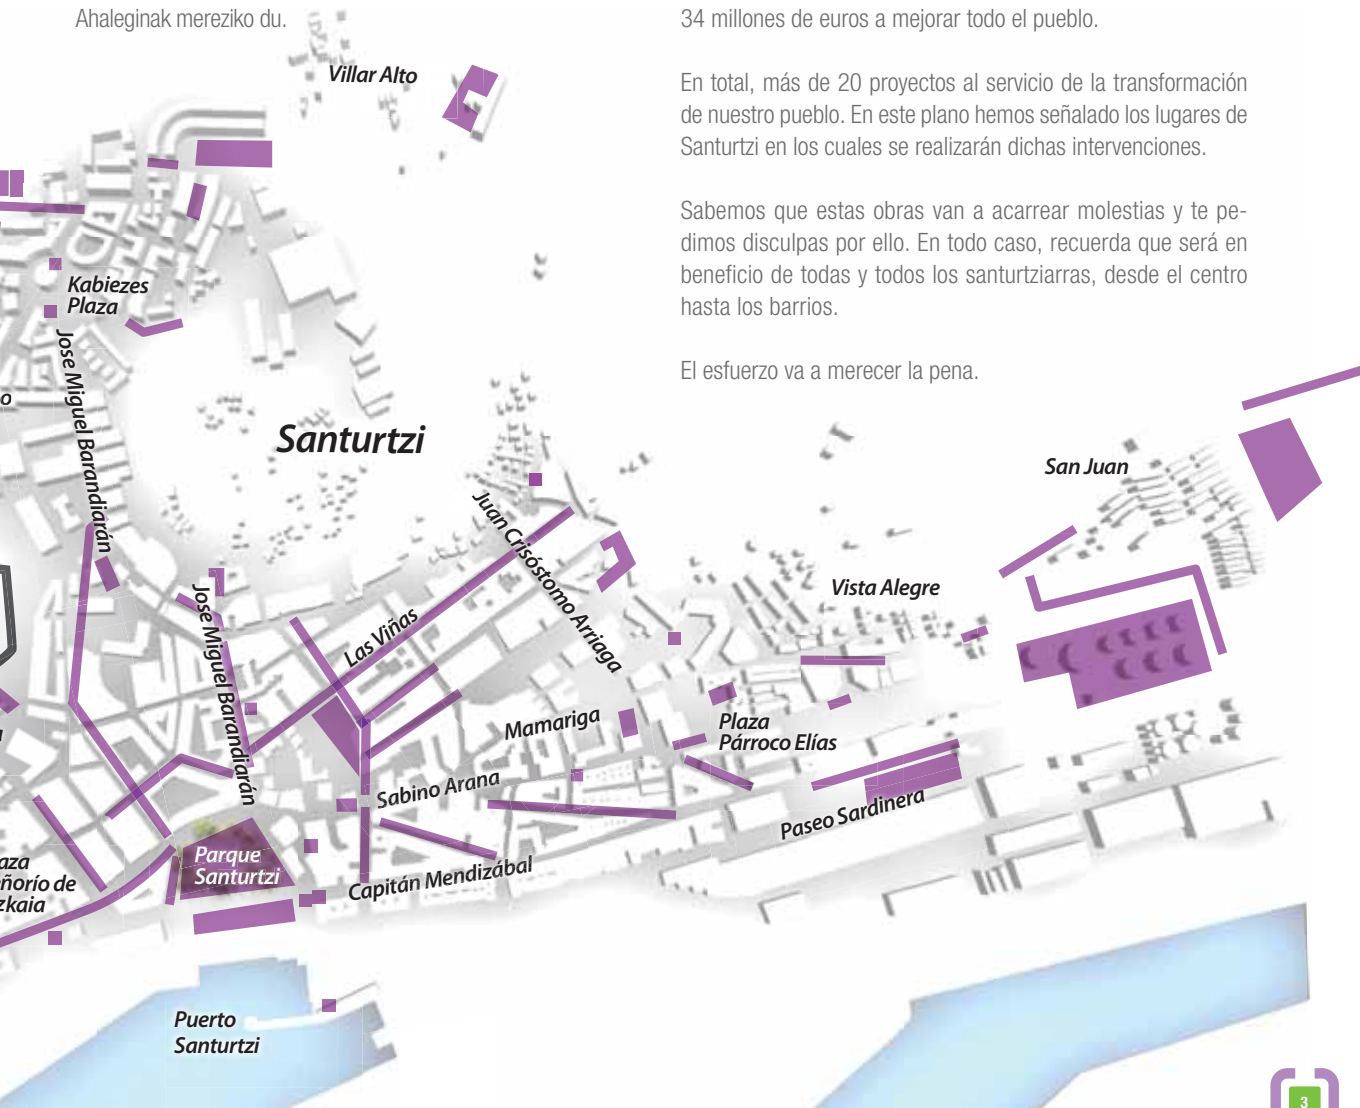 Ahaleginak mereziko du.
34 millones de euros a mejorar todo el pueblo.
En total, más de 20 proyectos al servicio de la transformación
de nuestro pueblo. En este plano hemos señalado los lugares de
Santurtzi en los cuales se realizarán dichas intervenciones.
Sabemos que estas obras van a acarrear molestias y te pe-
dimos disculpas por ello. En todo caso, recuerda que será en
beneficio de todas y todos los santurtziarras, desde el centro
hasta los barrios.
El esfuerzo va a merecer la pena.
Villar Alto
Kabiezes
Plaza
Jose Miguel Barandiarán
o
Santurtzi
San Juan
Juan Crisóstomo Arriaga
Vista Alegre
Jose Miguel Barandiarán
Las Viñas
Mamariga
Plaza
Párroco Elías
Sabino Arana
Paseo Sardinera
Parque
Santurtzi
Capitán Mendizábal
aza
eñorío de
zkaia
Puerto
Santurtzi
3